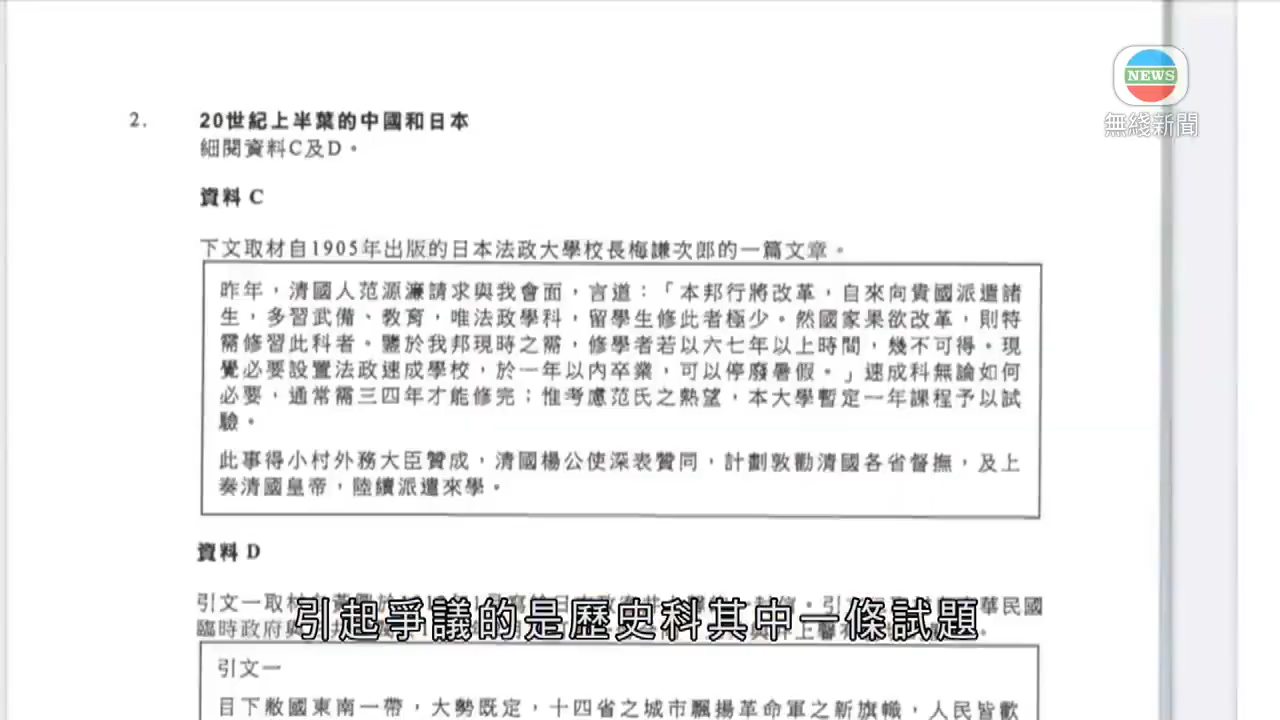 NEWS
無綫新聞
2. 20世紀上半葉的中國和日本
細閱資料C及D。
資料 C
下文取材自1905年出版的日本法政大學校長梅謙次郎的一篇文章。
昨年，清國人范源濂請求與我會面，言道：「本邦行將改革，自來向貴國派遣諸
生，多習武備、教育，唯法政學科，留學生修此者極少。然國家果欲改革，則特
需修習此科者。鑒於我邦現時之需，修學者若以六七年以上時間，幾不可得。現
覺必要設置法政速成學校，於一年以內卒業，可以停廢暑假。」速成科無論如何
必要，通常需三四年才能修完；惟考慮范氏之熱望，本大學暫定一年課程予以試
驗。
此事得小村外務大臣贊成，清國楊公使深表贊同，計劃敦勸清國各省督撫，及上
奏清國皇帝，陸續派遣來學。
資料 D
引文一取材
華民國
臨時政府
引起爭議的是歷史科其中一條試題
引文一
目下敝國東南一帶，大勢既定，十四省之城市飄揚革命軍之新旗幟，人民皆歡